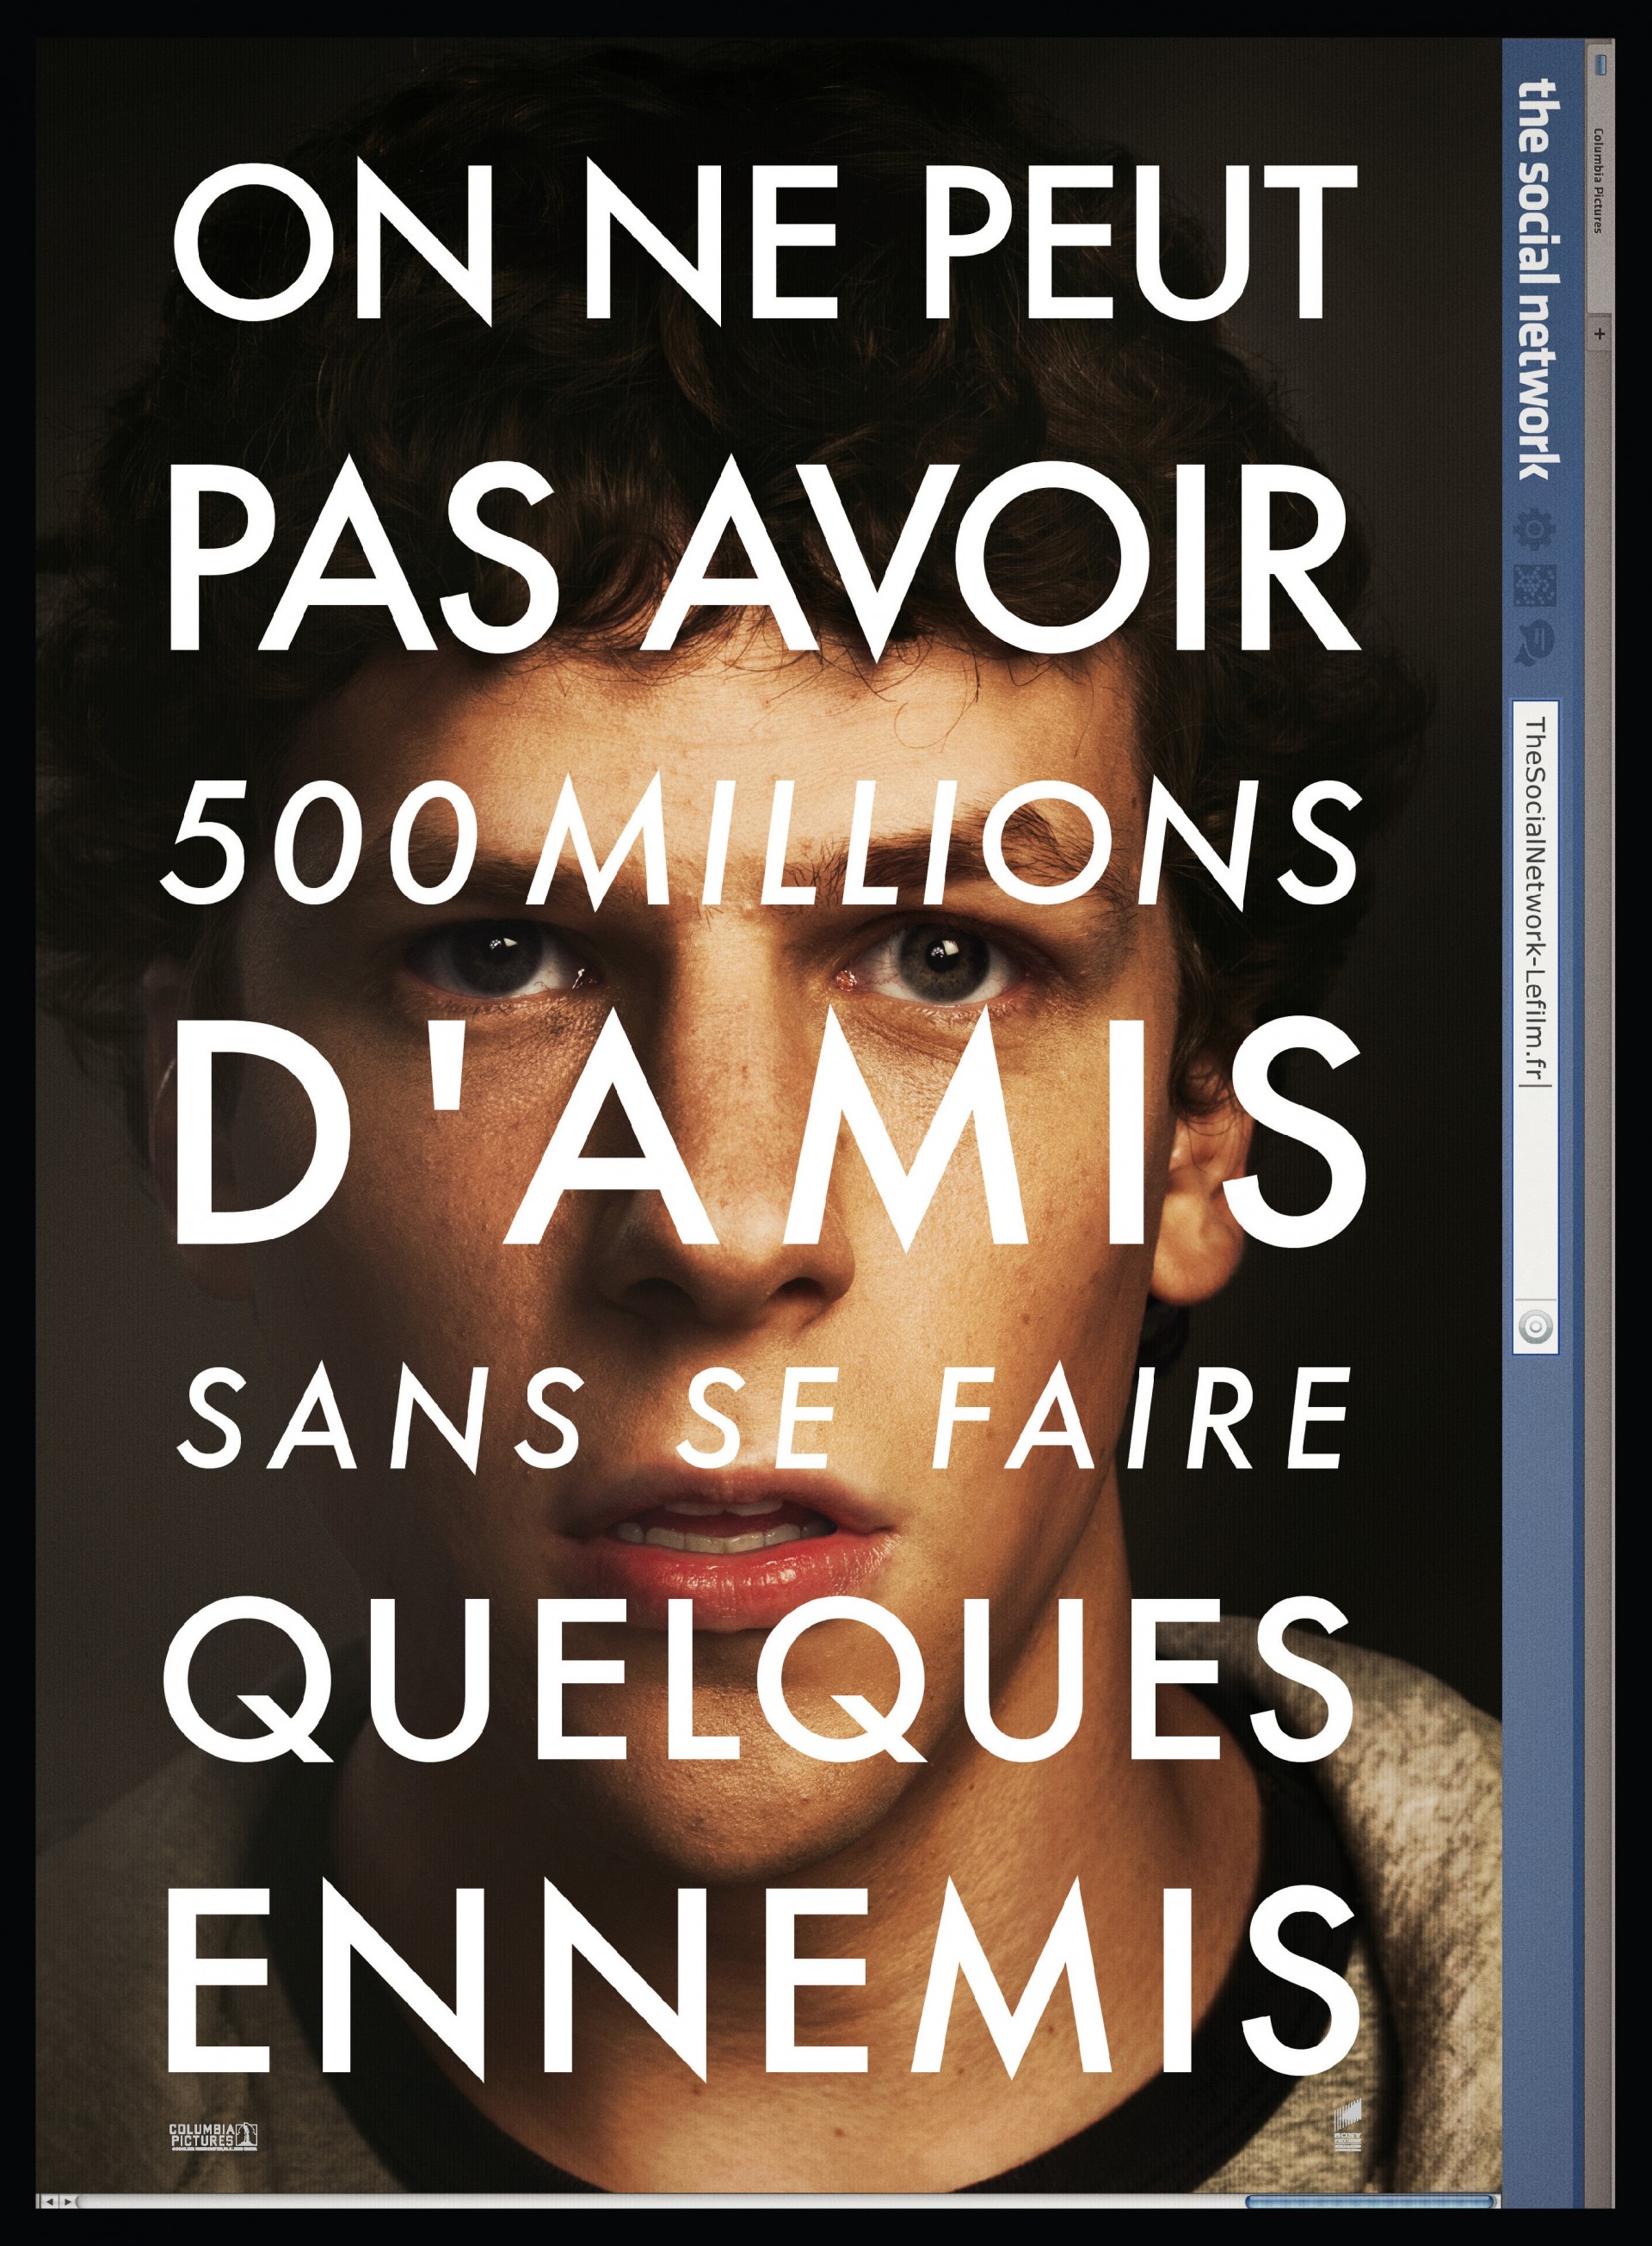 ON NE PEUT
PAS AVOIR
500 MILLIONS
D'AMIS
SANS SE FAIRE
QUELQUES
ENNEMIS
Columbia Pictures
+
the social network
TheSocialNetwork-Lefilm.fr
COLUMBIA
PICTURES
SONY